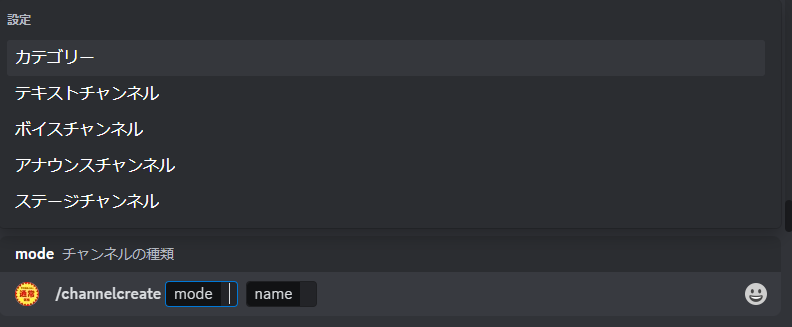 設定
カテゴリー
テキストチャンネル
ボイスチャンネル
アナウンスチャンネル
ステージチャンネル
mode チャンネルの種類
通常 /channelcreate mode name